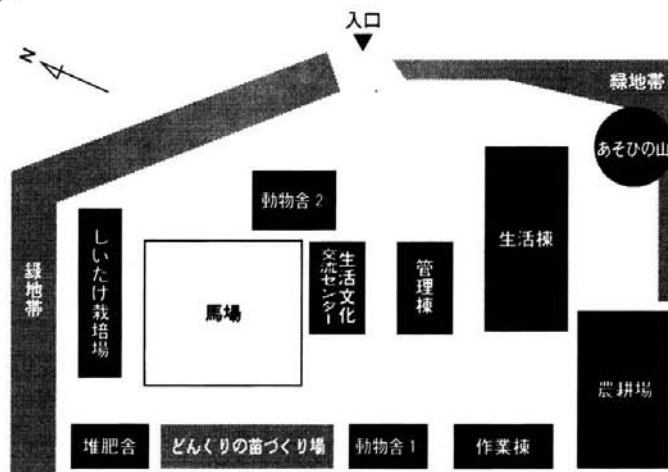 入口
N
緑地帯
あそびの山
動物舎2
生活棟
しいたけ栽培場
緑地帯
馬場
生活文化
交流センター
管理棟
農耕場
堆肥舎
どんくりの苗づくり場
動物舎1
作業棟